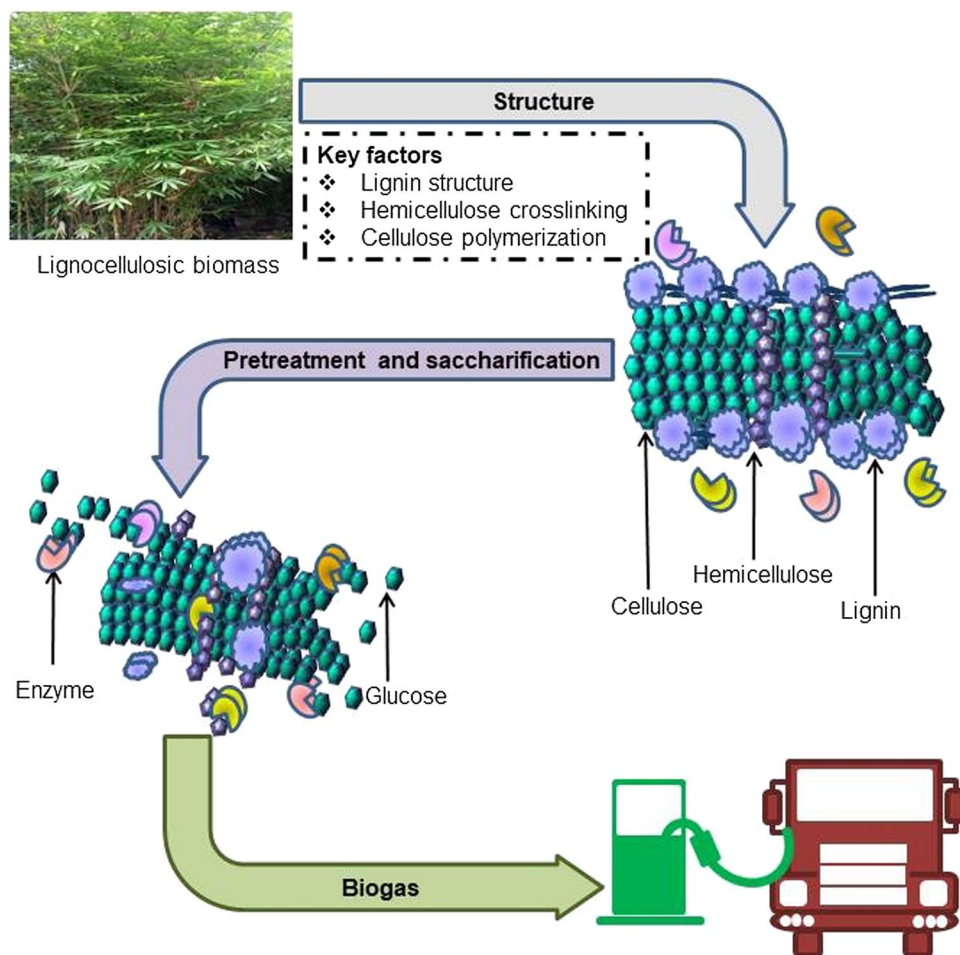 Structure
Key factors
❖ Lignin structure
❖ Hemicellulose crosslinking
❖ Cellulose polymerization
Lignocellulosic biomass
Pretreatment and saccharification
Hemicellulose
Cellulose
Lignin
Enzyme
Glucose
Biogas